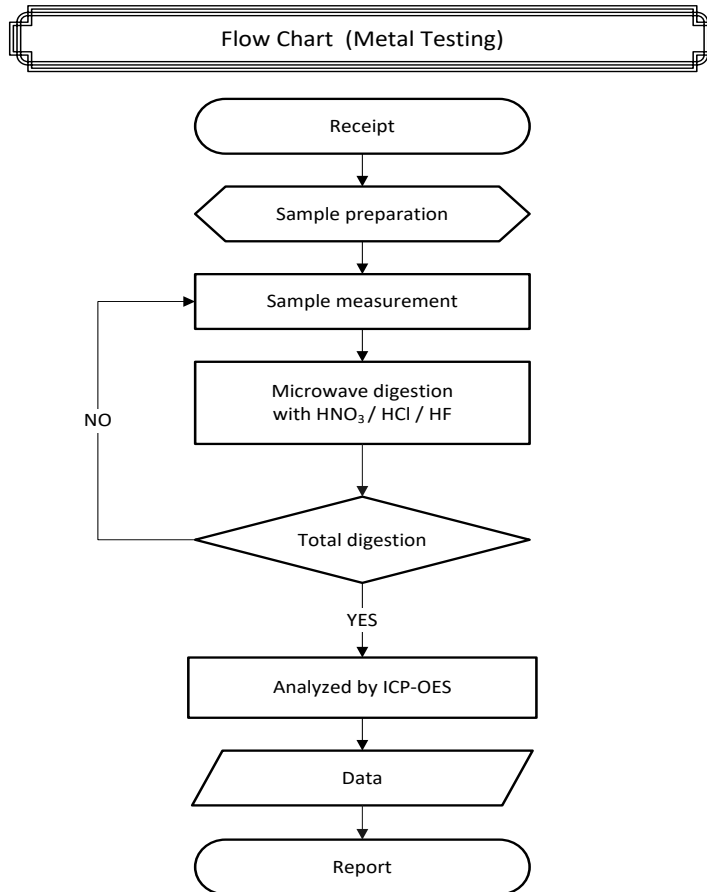 Flow Chart (Metal Testing)
Receipt
Sample preparation
Sample measurement
Microwave digestion
with HNO₃ / HCl / HF
NO
Total digestion
YES
Analyzed by ICP-OES
Data
Report